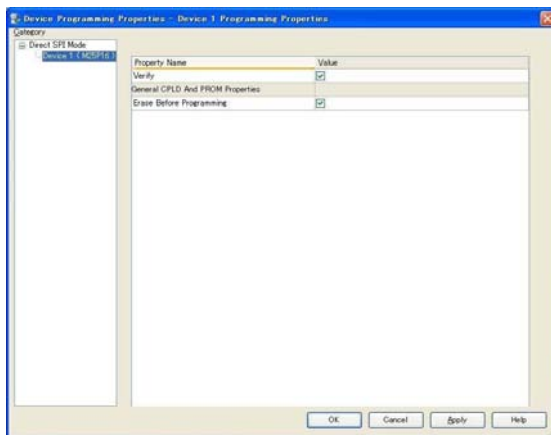 Device Programming Properties - Device 1 Programming Properties
Category
Direct SPI Mode
Device 1 ( M25P16 )
Property Name Value
Verify
General CPLD And PROM Properties
Erase Before Programming
OK Cancel Apply Help